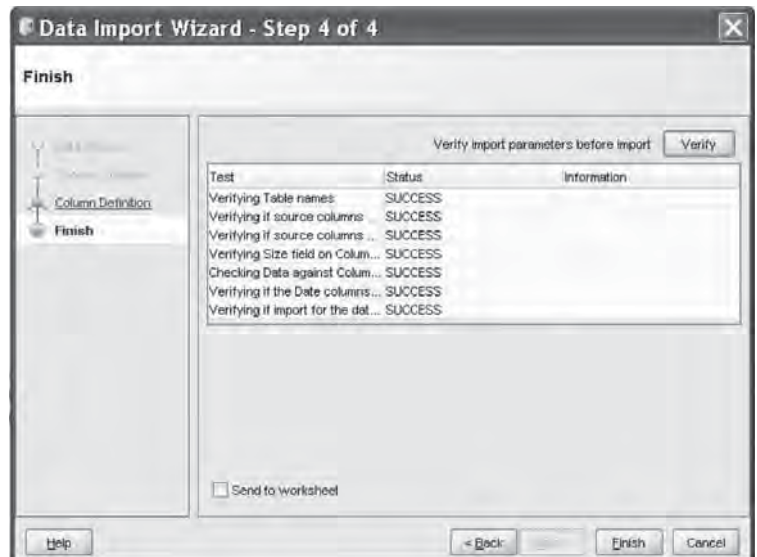 Data Import Wizard - Step 4 of 4
Finish
Verify import parameters before import Verify
Column Definition
Finish
Test Status Information
Verifying Table names SUCCESS
Verifying if source columns ... SUCCESS
Verifying if source columns ... SUCCESS
Verifying Size field on Colum... SUCCESS
Checking Data against Colum... SUCCESS
Verifying if the Date columns... SUCCESS
Verifying if import for the dat... SUCCESS
Send to worksheet
Help < Back Finish Cancel